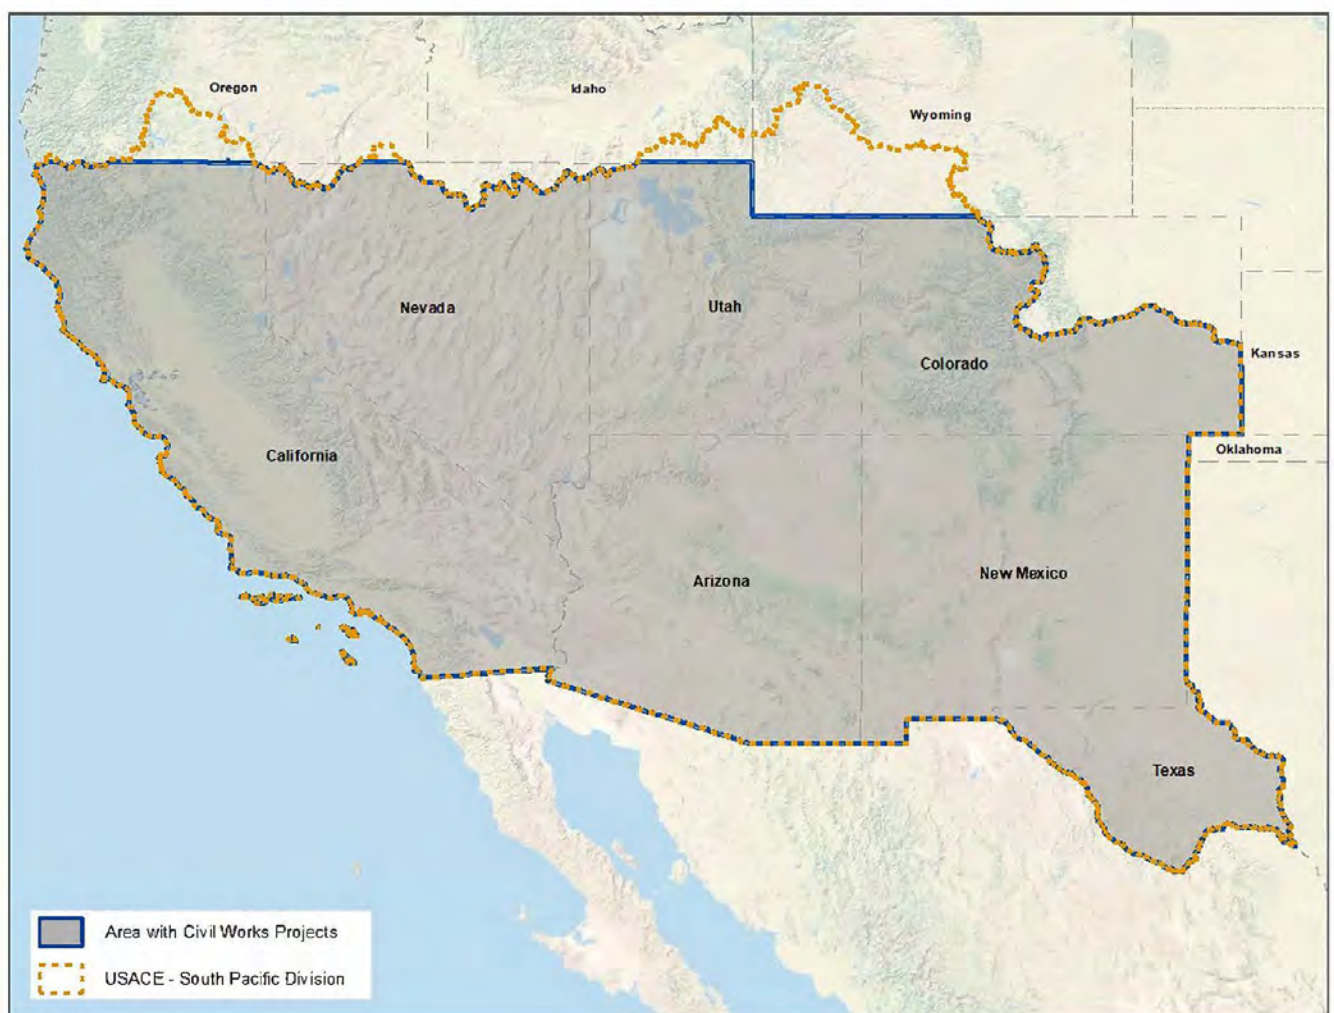 Oregon
Idaho
Wyoming
Nevada
Utah
Colorado
Kansas
California
Oklahoma
Arizona
New Mexico
Texas
Area with Civil Works Projects
USACE - South Pacific Division